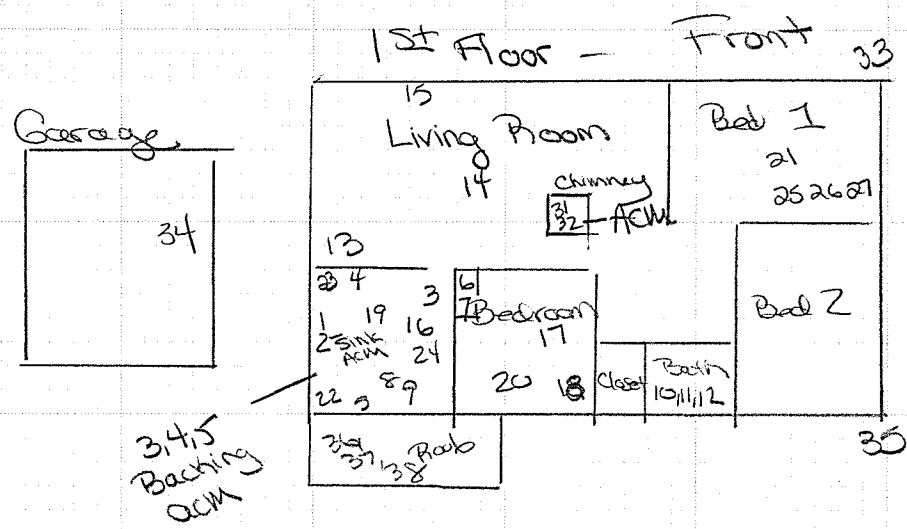 1st Floor - Front 33
15
Garage
Living Room
Bed 1
21
14
Chimney
25 26 27
31
32 - ACM
34
13
23 4
3
6
7 Bedroom
Bed 2
1 19 16
17
2 Sink
ACM
24
20 18
Closet
Bath
10,11,12
22 5 8 9
3,4,5
Backing
ACM
36
37, 38
Roof
35